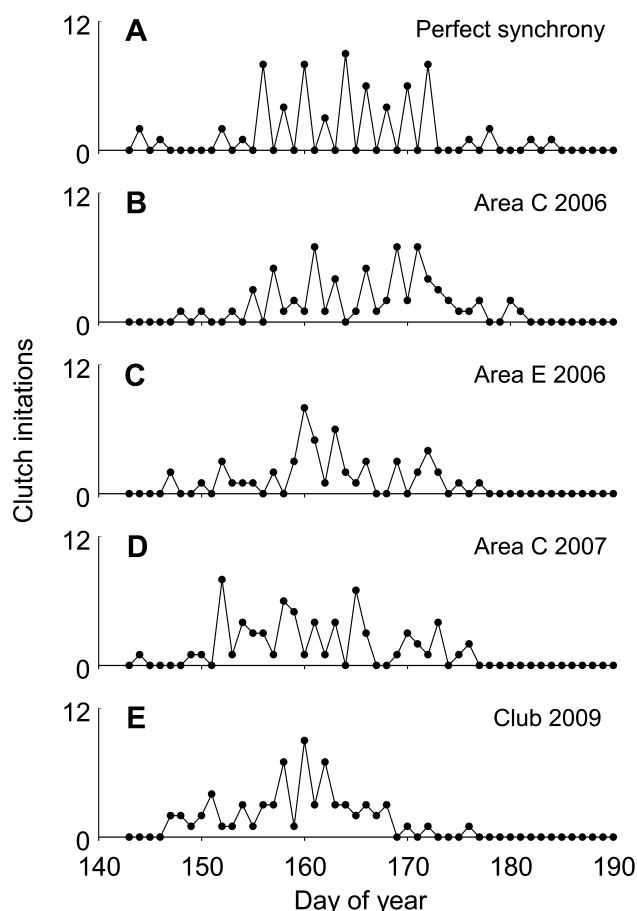 12
A
Perfect synchrony
0
12
B
Area C 2006
0
12
C
Area E 2006
0
Clutch initations
12
D
Area C 2007
0
12
E
Club 2009
0
140 150 160 170 180 190
Day of year